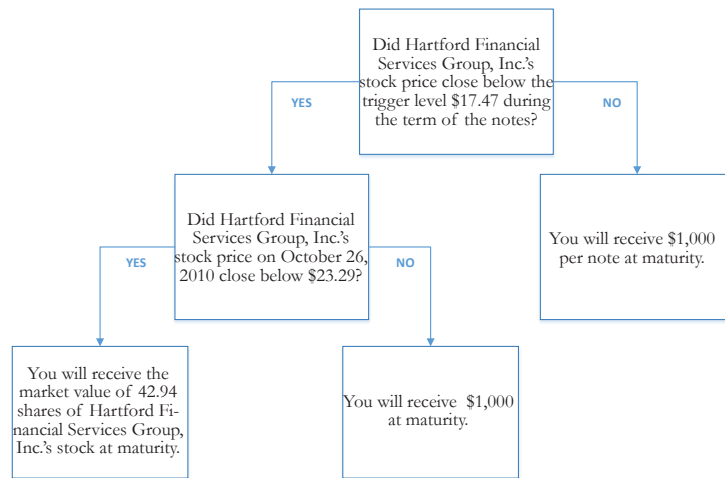 Did Hartford Financial
Services Group, Inc.'s
stock price close below the
trigger level $17.47 during
the term of the notes?
YES
NO
Did Hartford Financial
Services Group, Inc.'s
stock price on October 26,
2010 close below $23.29?
You will receive $1,000
per note at maturity.
YES
NO
You will receive the
market value of 42.94
shares of Hartford Fi-
nancial Services Group,
Inc.'s stock at maturity.
You will receive $1,000
at maturity.